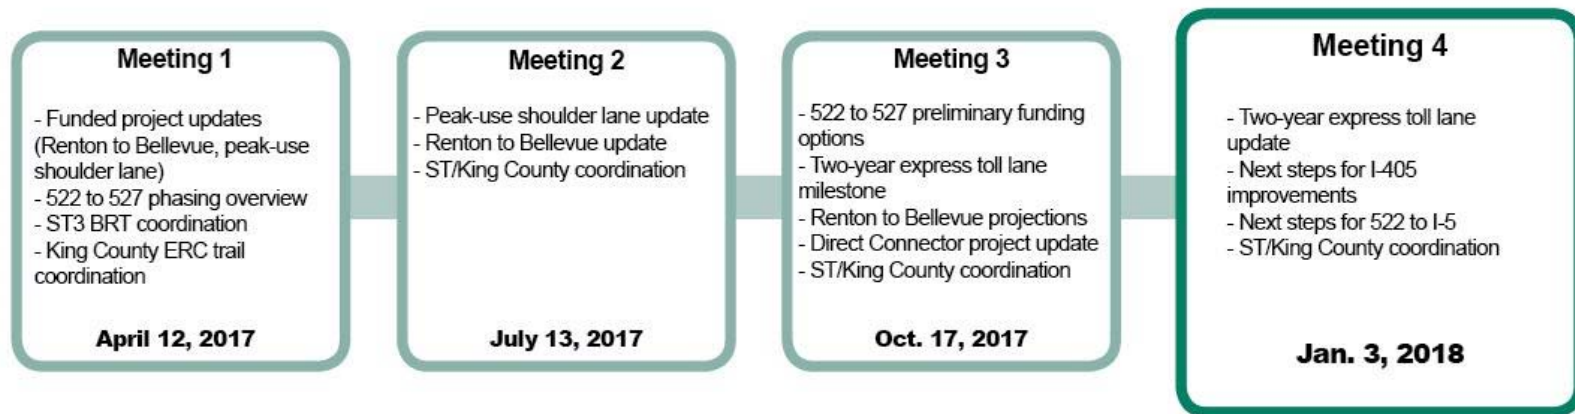 Meeting 1
- Funded project updates
(Renton to Bellevue, peak-use
shoulder lane)
- 522 to 527 phasing overview
- ST3 BRT coordination
- King County ERC trail
coordination
April 12, 2017
Meeting 2
- Peak-use shoulder lane update
- Renton to Bellevue update
- ST/King County coordination
July 13, 2017
Meeting 3
- 522 to 527 preliminary funding
options
- Two-year express toll lane
milestone
- Renton to Bellevue projections
- Direct Connector project update
- ST/King County coordination
Oct. 17, 2017
Meeting 4
- Two-year express toll lane
update
- Next steps for I-405
improvements
- Next steps for 522 to I-5
- ST/King County coordination
Jan. 3, 2018